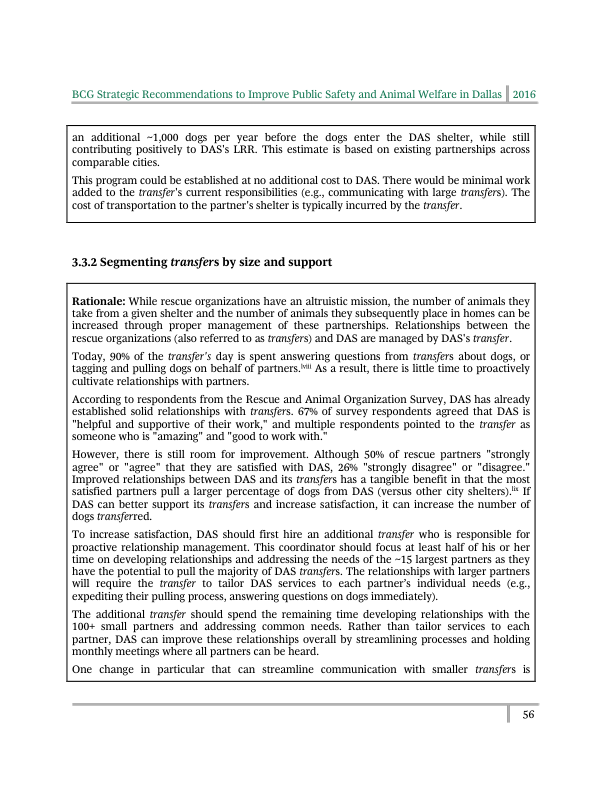 BCG Strategic Recommendations to Improve Public Safety and Animal Welfare in Dallas 2016
an additional ~1,000 dogs per year before the dogs enter the DAS shelter, while still
contributing positively to DAS's LRR. This estimate is based on existing partnerships across
comparable cities.
This program could be established at no additional cost to DAS. There would be minimal work
added to the transfer's current responsibilities (e.g., communicating with large transfers). The
cost of transportation to the partner's shelter is typically incurred by the transfer.
3.3.2 Segmenting transfers by size and support
Rationale: While rescue organizations have an altruistic mission, the number of animals they
take from a given shelter and the number of animals they subsequently place in homes can be
increased through proper management of these partnerships. Relationships between the
rescue organizations (also referred to as transfers) and DAS are managed by DAS's transfer.
Today, 90% of the transfer's day is spent answering questions from transfers about dogs, or
tagging and pulling dogs on behalf of partners.lviii As a result, there is little time to proactively
cultivate relationships with partners.
According to respondents from the Rescue and Animal Organization Survey, DAS has already
established solid relationships with transfers. 67% of survey respondents agreed that DAS is
"helpful and supportive of their work," and multiple respondents pointed to the transfer as
someone who is "amazing" and "good to work with."
However, there is still room for improvement. Although 50% of rescue partners "strongly
agree" or "agree" that they are satisfied with DAS, 26% "strongly disagree" or "disagree."
Improved relationships between DAS and its transfers has a tangible benefit in that the most
satisfied partners pull a larger percentage of dogs from DAS (versus other city shelters).lix If
DAS can better support its transfers and increase satisfaction, it can increase the number of
dogs transferred.
To increase satisfaction, DAS should first hire an additional transfer who is responsible for
proactive relationship management. This coordinator should focus at least half of his or her
time on developing relationships and addressing the needs of the ~15 largest partners as they
have the potential to pull the majority of DAS transfers. The relationships with larger partners
will require the transfer to tailor DAS services to each partner's individual needs (e.g.,
expediting their pulling process, answering questions on dogs immediately).
The additional transfer should spend the remaining time developing relationships with the
100+ small partners and addressing common needs. Rather than tailor services to each
partner, DAS can improve these relationships overall by streamlining processes and holding
monthly meetings where all partners can be heard.
One change in particular that can streamline communication with smaller transfers is
56